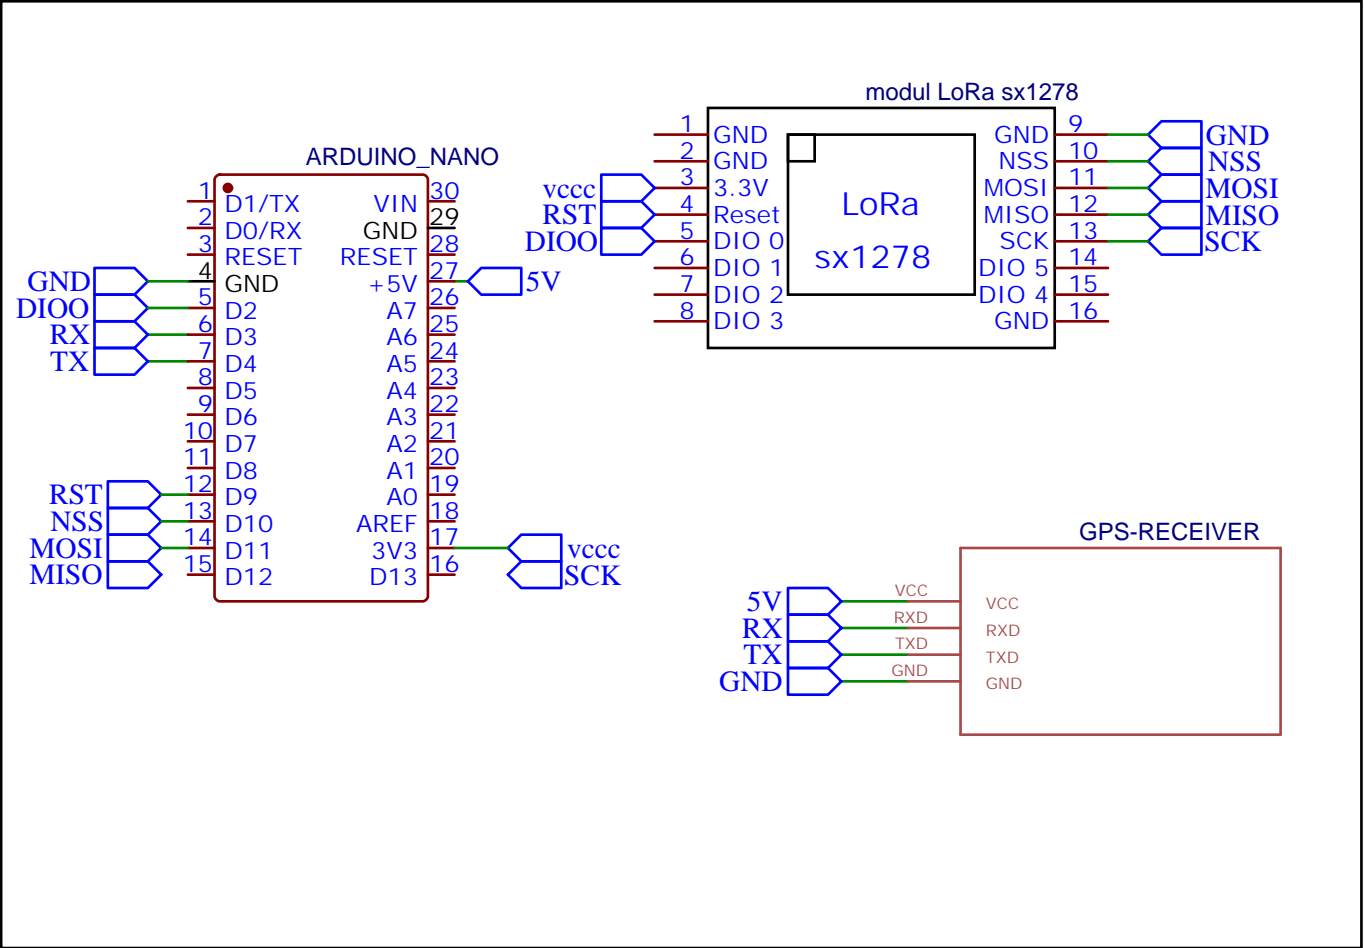 modul LoRa sx1278
1 GND GND 9 GND
2 GND NSS 10 NSS
vccc 3 3.3V MOSI 11 MOSI
RST 4 Reset MISO 12 MISO
DIOO 5 DIO 0 SCK 13 SCK
6 DIO 1 DIO 5 14
7 DIO 2 DIO 4 15
8 DIO 3 GND 16
LoRa
sx1278
ARDUINO_NANO
1 D1/TX VIN 30
2 D0/RX GND 29
3 RESET RESET 28
GND 4 GND +5V 27 5V
DIOO 5 D2 A7 26
RX 6 D3 A6 25
TX 7 D4 A5 24
8 D5 A4 23
9 D6 A3 22
10 D7 A2 21
11 D8 A1 20
RST 12 D9 A0 19
NSS 13 D10 AREF 18
MOSI 14 D11 3V3 17 vccc
MISO 15 D12 D13 16 SCK
GPS-RECEIVER
5V VCC VCC
RX RXD RXD
TX TXD TXD
GND GND GND